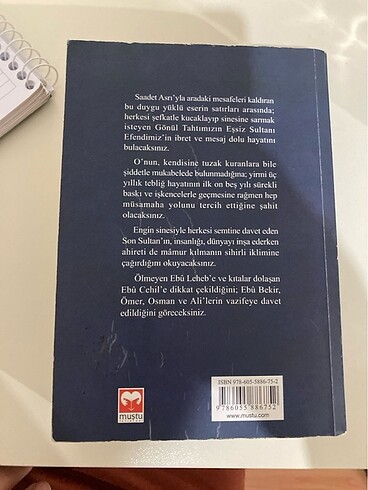 Saadet Asrı'yla aradaki mesafeleri kaldıran
bu duygu yüklü eserin satırları arasında;
herkesi şefkatle kucaklayıp sinesine sarmak
isteyen Gönül Tahtımızın Eşsiz Sultanı
Efendimiz'in ibret ve mesaj dolu hayatını
bulacaksınız.
O'nun, kendisine tuzak kuranlara bile
şiddetle mukabelede bulunmadığına; yirmi üç
yıllık tebliğ hayatının ilk on beş yılı sürekli
baskı ve işkencelerle geçmesine rağmen hep
müsamaha yolunu tercih ettiğine şahit
olacaksınız.
Engin sinesiyle herkesi semtine davet eden
Son Sultan'ın, insanlığı, dünyayı inşa ederken
ahireti de mâmur kılmanın sihirli iklimine
çağırdığını okuyacaksınız.
Ölmeyen Ebû Leheb'e ve kıtalar dolaşan
Ebû Cehil'e dikkat çekildiğini; Ebû Bekir,
Ömer, Osman ve Ali'lerin vazifeye davet
edildiğini göreceksiniz.
ISBN 978-605-5886-75-2
9 786055 886752
www.mustu.com
muştu